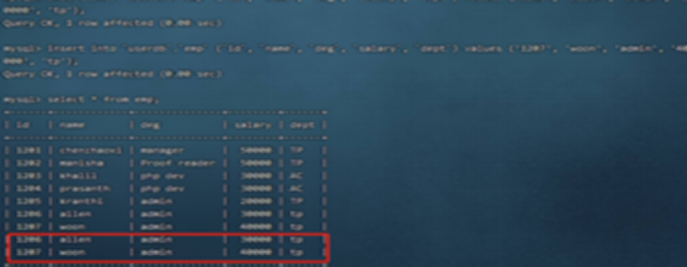 0000', 'tp');
Query OK, 1 row affected (0.00 sec)
mysql> insert into `userdb`.`emp` (`id`, `name`, `deg`, `salary`, `dept`) values ('1207', 'woon', 'admin', '40
000', 'tp');
Query OK, 1 row affected (0.00 sec)
mysql> select * from emp;
| id | name | deg | salary | dept |
| 1201 | manager | 50000 | TP |
| 1202 | manisha | Proof reader | 50000 | TP |
| 1203 | khalil | php dev | 30000 | AC |
| 1204 | prasanth | php dev | 30000 | AC |
| 1205 | kranthi | admin | 20000 | TP |
| 1206 | allen | admin | 30000 | tp |
| 1207 | woon | admin | 40000 | tp |
| 1206 | allen | admin | 30000 | tp |
| 1207 | woon | admin | 40000 | tp |